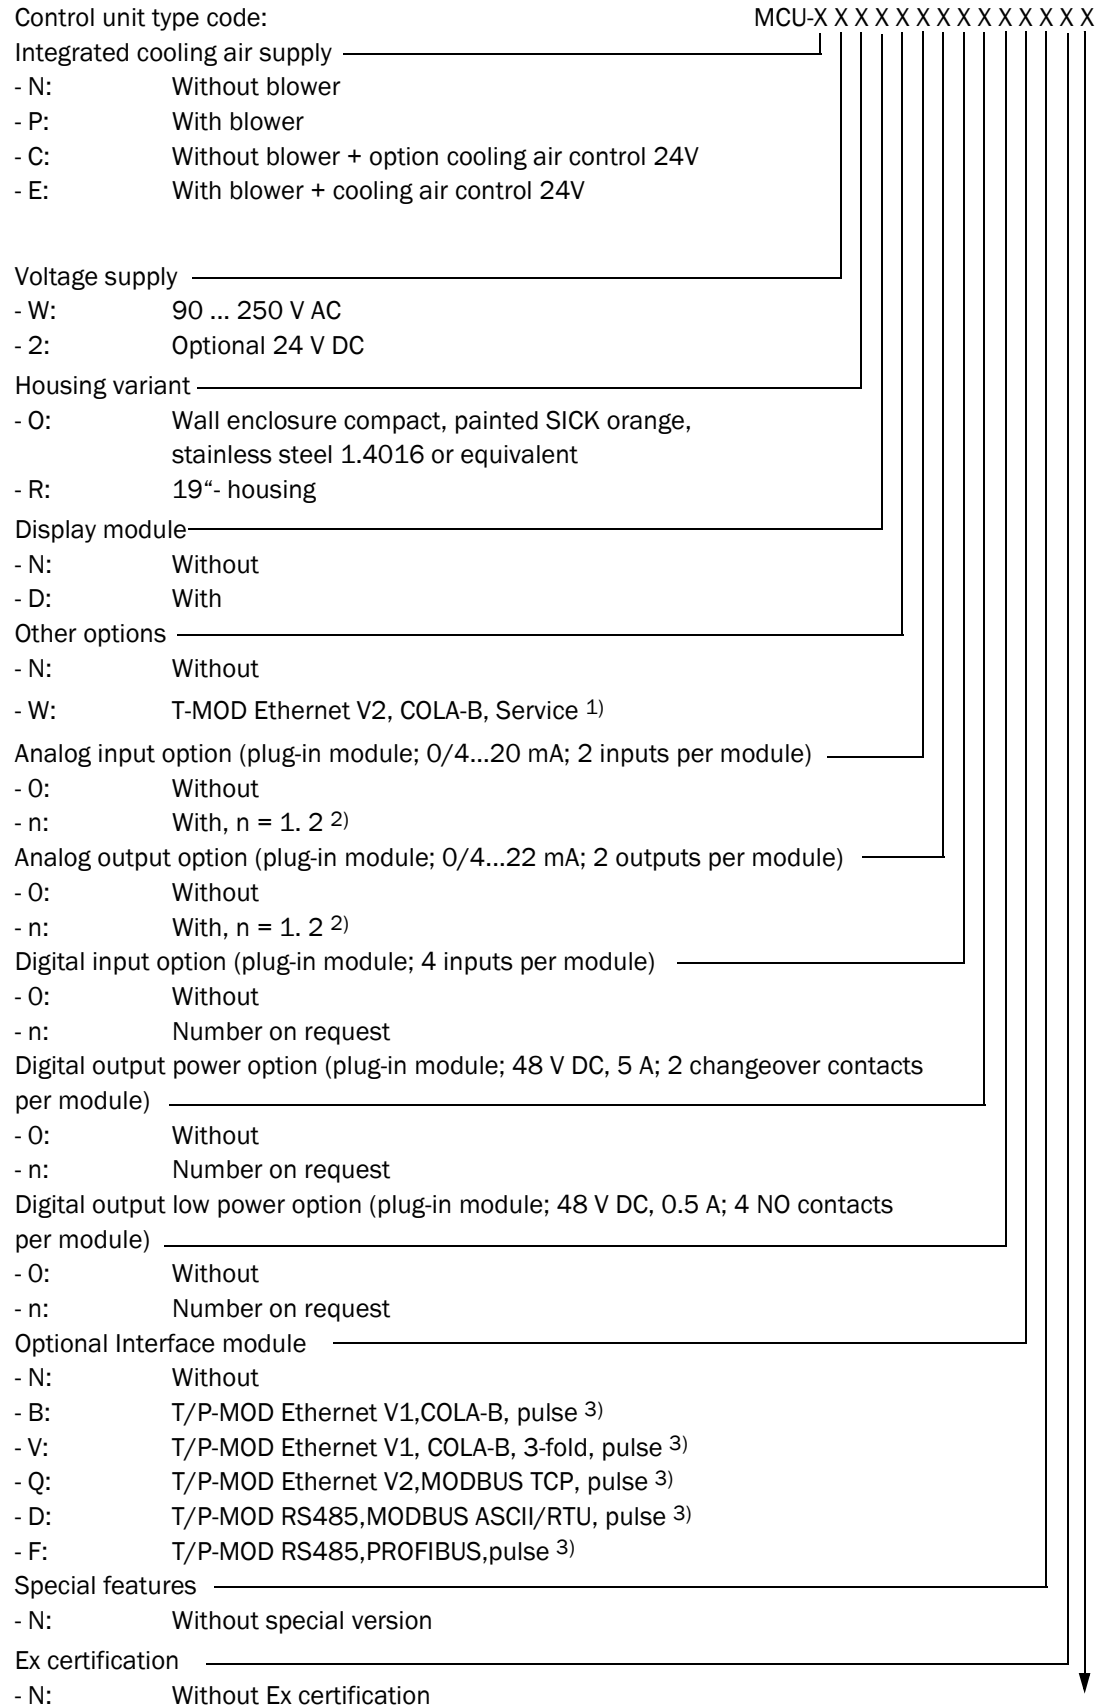 Control unit type code: MCU-X X X X X X X X X X X X X X
Integrated cooling air supply
- N: Without blower
- P: With blower
- C: Without blower + option cooling air control 24V
- E: With blower + cooling air control 24V
Voltage supply
- W: 90 ... 250 V AC
- 2: Optional 24 V DC
Housing variant
- O: Wall enclosure compact, painted SICK orange,
stainless steel 1.4016 or equivalent
- R: 19“- housing
Display module
- N: Without
- D: With
Other options
- N: Without
- W: T-MOD Ethernet V2, COLA-B, Service 1)
Analog input option (plug-in module; 0/4...20 mA; 2 inputs per module)
- 0: Without
- n: With, n = 1. 2 2)
Analog output option (plug-in module; 0/4...22 mA; 2 outputs per module)
- 0: Without
- n: With, n = 1. 2 2)
Digital input option (plug-in module; 4 inputs per module)
- 0: Without
- n: Number on request
Digital output power option (plug-in module; 48 V DC, 5 A; 2 changeover contacts
per module)
- 0: Without
- n: Number on request
Digital output low power option (plug-in module; 48 V DC, 0.5 A; 4 NO contacts
per module)
- 0: Without
- n: Number on request
Optional Interface module
- N: Without
- B: T/P-MOD Ethernet V1,COLA-B, pulse 3)
- V: T/P-MOD Ethernet V1, COLA-B, 3-fold, pulse 3)
- Q: T/P-MOD Ethernet V2,MODBUS TCP, pulse 3)
- D: T/P-MOD RS485,MODBUS ASCII/RTU, pulse 3)
- F: T/P-MOD RS485,PROFIBUS,pulse 3)
Special features
- N: Without special version
Ex certification
- N: Without Ex certification